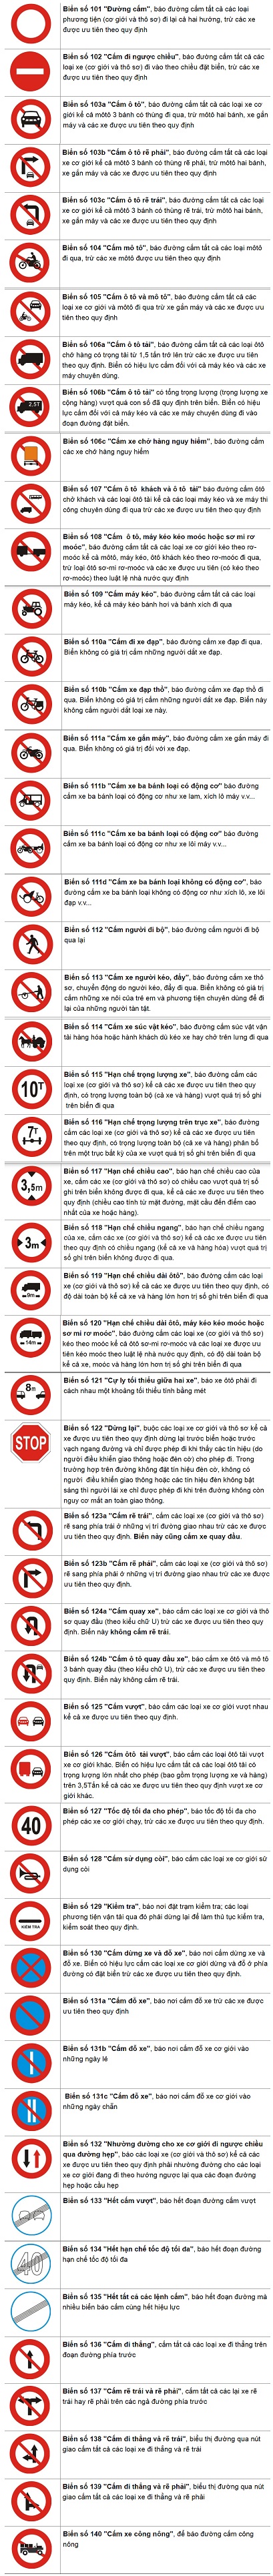 Biển số 101 "Đường cấm", báo đường cấm tất cả các loại
phương tiện (cơ giới và thô sơ) đi lại cả hai hướng, trừ các xe
được ưu tiên theo quy định
Biển số 102 "Cấm đi ngược chiều", báo đường cấm tất cả các
loại xe (cơ giới và thô sơ) đi vào theo chiều đặt biển, trừ các xe
được ưu tiên theo quy định
Biển số 103a "Cấm ô tô", báo đường cấm tất cả các loại xe cơ
giới kể cả môtô 3 bánh có thùng đi qua, trừ môtô hai bánh, xe
gắn máy và các xe được ưu tiên theo quy định
Biển số 103b "Cấm ô tô rẽ phải", báo đường cấm tất cả các loại
xe cơ giới kể cả môtô 3 bánh có thùng rẽ phải, trừ môtô hai bánh,
xe gắn máy và các xe được ưu tiên theo quy định
Biển số 103c "Cấm ô tô rẽ trái", báo đường cấm tất cả các loại
xe cơ giới kể cả môtô 3 bánh có thùng rẽ trái, trừ môtô hai bánh,
xe gắn máy và các xe được ưu tiên theo quy định
Biển số 104 "Cấm mô tô", báo đường cấm tất cả các loại môtô
đi qua, trừ các xe môtô được ưu tiên theo quy định
Biển số 105 "Cấm ô tô và mô tô", báo đường cấm tất cả các
loại xe cơ giới và môtô đi qua trừ xe gắn máy và các xe được ưu
tiên theo quy định
Biển số 106a "Cấm ô tô tải", báo đường cấm tất cả các loại ôtô
chở hàng có trọng tải từ 1,5 tấn trở lên trừ các xe được ưu tiên
theo quy định. Biển có hiệu lực cấm đối với cả máy kéo và các xe
máy chuyên dùng.
2,5T
Biển số 106b "Cấm ô tô tải" có tổng trọng lượng (trọng lượng xe
cộng hàng) vượt quá con số đã quy định trên biển. Biển có hiệu
lực cấm đối với cả máy kéo và các xe máy chuyên dùng đi vào
đoạn đường đặt biển.
Biển số 106c "Cấm xe chở hàng nguy hiểm", báo đường cấm
các xe chở hàng nguy hiểm
Biển số 107 "Cấm ô tô khách và ô tô tải" báo đường cấm ôtô
chở khách và các loại ôtô tải kể cả các loại máy kéo và xe máy thi
công chuyên dùng đi qua trừ các xe được ưu tiên theo quy định
Biển số 108 "Cấm ô tô, máy kéo kéo moóc hoặc sơ mi rơ
moóc", báo đường cấm tất cả các loại xe cơ giới kéo theo rơ-
moóc kể cả môtô, máy kéo, ôtô khách kéo theo rơ-moóc đi qua,
trừ loại ôtô sơ-mi rơ-moóc và các xe được ưu tiên (có kéo theo
rơ-moóc) theo luật lệ nhà nước quy định
Biển số 109 "Cấm máy kéo", báo đường cấm tất cả các loại
máy kéo, kể cả máy kéo bánh hơi và bánh xích đi qua
Biển số 110a "Cấm đi xe đạp", báo đường cấm xe đạp đi qua.
Biển không có giá trị cấm những người dắt xe đạp.
Biển số 110b "Cấm xe đạp thồ", báo đường cấm xe đạp thồ đi
qua. Biển không có giá trị cấm những người dắt xe đạp. Biển này
không cấm người dắt loại xe này.
Biển số 111a "Cấm xe gắn máy", báo đường cấm xe gắn máy đi
qua. Biển không có giá trị đối với xe đạp.
Biển số 111b "Cấm xe ba bánh loại có động cơ" báo đường
cấm xe ba bánh loại có động cơ như xe lam, xích lô máy v.v...
Biển số 111c "Cấm xe ba bánh loại có động cơ" báo đường
cấm xe ba bánh loại có động cơ như xe lôi máy v.v...
Biển số 111d "Cấm xe ba bánh loại không có động cơ", báo
đường cấm xe ba bánh loại không có động cơ như xích lô, xe lôi
đạp v.v...
Biển số 112 "Cấm người đi bộ", báo đường cấm người đi bộ
qua lại
Biển số 113 "Cấm xe người kéo, đẩy", báo đường cấm xe thô
sơ, chuyển động do người kéo, đẩy đi qua. Biển không có giá trị
cấm những xe nôi của trẻ em và phương tiện chuyên dùng để đi
lại của những người tàn tật.
Biển số 114 "Cấm xe súc vật kéo", báo đường cấm súc vật vận
tải hàng hóa hoặc hành khách dù kéo xe hay chở trên lưng đi qua
10T
Biển số 115 "Hạn chế trọng lượng xe", báo đường cấm các
loại xe (cơ giới và thô sơ) kể cả các xe được ưu tiên theo quy
định, có trọng lượng toàn bộ (cả xe và hàng) vượt quá trị số ghi
trên biển đi qua
7T
Biển số 116 "Hạn chế trọng lượng trên trục xe", báo đường
cấm các loại xe (cơ giới và thô sơ) kể cả các xe được ưu tiên
theo quy định, có trọng lượng toàn bộ (cả xe và hàng) phân bổ
trên một trục bất kỳ của xe vượt quá trị số ghi trên biển đi qua
3,5m
Biển số 117 "Hạn chế chiều cao", báo hạn chế chiều cao của
xe, cấm các xe (cơ giới và thô sơ) có chiều cao vượt quá trị số
ghi trên biển không được đi qua, kể cả các xe được ưu tiên theo
quy định (chiều cao tính từ mặt đường, mặt cầu đến điểm cao
nhất của xe hoặc hàng).
3m
Biển số 118 "Hạn chế chiều ngang", báo hạn chế chiều ngang
của xe, cấm các xe (cơ giới và thô sơ) kể cả các xe được ưu tiên
theo quy định có chiều ngang (kể cả xe và hàng hóa) vượt quá trị
số ghi trên biển không được đi qua.
9m
Biển số 119 "Hạn chế chiều dài ôtô", báo đường cấm các loại
xe (cơ giới và thô sơ) kể cả các xe được ưu tiên theo quy định, có
độ dài toàn bộ kể cả xe và hàng lớn hơn trị số ghi trên biển đi qua
14m
Biển số 120 "Hạn chế chiều dài ôtô, máy kéo kéo moóc hoặc
sơ mi rơ moóc", báo đường cấm các loại xe (cơ giới và thô sơ)
kéo theo moóc kể cả ôtô sơ-mi rơ-moóc và các loại xe được ưu
tiên kéo moóc theo luật lệ nhà nước quy định, có độ dài toàn bộ
kể cả xe, moóc và hàng lớn hơn trị số ghi trên biển đi qua
8m
Biển số 121 "Cự ly tối thiểu giữa hai xe", báo xe ôtô phải đi
cách nhau một khoảng tối thiểu tính bằng mét
STOP
Biển số 122 "Dừng lại", buộc các loại xe cơ giới và thô sơ kể cả
xe được ưu tiên theo quy định dừng lại trước biển hoặc trước
vạch ngang đường và chỉ được phép đi khi thấy các tín hiệu (do
người điều khiển giao thông hoặc đèn cờ) cho phép đi. Trong
trường hợp trên đường không đặt tín hiệu đèn cờ, không có
người điều khiển giao thông hoặc các tín hiệu đèn không bật
sáng thì người lái xe chỉ được phép đi khi trên đường không còn
nguy cơ mất an toàn giao thông.
Biển số 123a "Cấm rẽ trái", cấm các loại xe (cơ giới và thô sơ)
rẽ sang phía trái ở những vị trí đường giao nhau trừ các xe được
ưu tiên theo quy định. Biển này cũng cấm xe quay đầu.
Biển số 123b "Cấm rẽ phải", cấm các loại xe (cơ giới và thô sơ)
rẽ sang phía phải ở những vị trí đường giao nhau trừ các xe được
ưu tiên theo quy định.
Biển số 124a "Cấm quay xe", báo cấm các loại xe cơ giới và thô
sơ quay đầu (theo kiểu chữ U) trừ các xe được ưu tiên theo quy
định. Biển này không cấm rẽ trái.
Biển số 124b "Cấm ô tô quay đầu xe", báo cấm xe ôtô và mô tô
3 bánh quay đầu (theo kiểu chữ U), trừ các xe được ưu tiên theo
quy định. Biển này không cấm rẽ trái.
Biển số 125 "Cấm vượt", báo cấm các loại xe cơ giới vượt nhau
kể cả xe được ưu tiên theo quy định.
Biển số 126 "Cấm ôtô tải vượt", báo cấm các loại ôtô tải vượt
xe cơ giới khác. Biển có hiệu lực cấm tất cả các loại ôtô tải có
trọng lượng lớn nhất cho phép (bao gồm trọng lượng xe và hàng)
trên 3,5Tấn kể cả các xe được ưu tiên theo quy định vượt xe cơ
giới khác.
40
Biển số 127 "Tốc độ tối đa cho phép", báo tốc độ tối đa cho
phép các xe cơ giới chạy, trừ các xe được ưu tiên theo quy định.
Biển số 128 "Cấm sử dụng còi", báo cấm các loại xe cơ giới sử
dụng còi
KIỂM TRA
Biển số 129 "Kiểm tra", báo nơi đặt trạm kiểm tra; các loại
phương tiện vận tải qua đó phải dừng lại để làm thủ tục kiểm tra,
kiểm soát theo quy định.
Biển số 130 "Cấm dừng xe và đỗ xe", báo nơi cấm dừng xe và
đỗ xe. Biển có hiệu lực cấm các loại xe cơ giới dừng và đỗ ở phía
đường có đặt biển trừ các xe được ưu tiên theo quy định.
Biển số 131a "Cấm đỗ xe", báo nơi cấm đỗ xe trừ các xe được
ưu tiên theo quy định
Biển số 131b "Cấm đỗ xe", báo nơi cấm đỗ xe cơ giới vào
những ngày lẻ
Biển số 131c "Cấm đỗ xe", báo nơi cấm đỗ xe cơ giới vào
những ngày chẵn
Biển số 132 "Nhường đường cho xe cơ giới đi ngược chiều
qua đường hẹp", báo các loại xe (cơ giới và thô sơ) kể cả các
xe được ưu tiên theo quy định phải nhường đường cho các loại
xe cơ giới đang đi theo hướng ngược lại qua các đoạn đường
hẹp hoặc cầu hẹp
Biển số 133 "Hết cấm vượt", báo hết đoạn đường cấm vượt
40
Biển số 134 "Hết hạn chế tốc độ tối đa", báo hết đoạn đường
hạn chế tốc độ tối đa
Biển số 135 "Hết tất cả các lệnh cấm", báo hết đoạn đường mà
nhiều biển báo cấm cùng hết hiệu lực
Biển số 136 "Cấm đi thẳng", cấm tất cả các loại xe đi thẳng trên
đoạn đường phía trước
Biển số 137 "Cấm rẽ trái và rẽ phải", cấm tất cả các lại xe rẽ
trái hay rẽ phải trên các ngả đường phía trước
Biển số 138 "Cấm đi thẳng và rẽ trái", biểu thị đường qua nút
giao cấm tất cả các loại xe đi thẳng và rẽ trái
Biển số 139 "Cấm đi thẳng và rẽ phải", biểu thị đường qua nút
giao cấm tất cả các loại xe đi thẳng và rẽ phải
Biển số 140 "Cấm xe công nông", để báo đường cấm công
nông